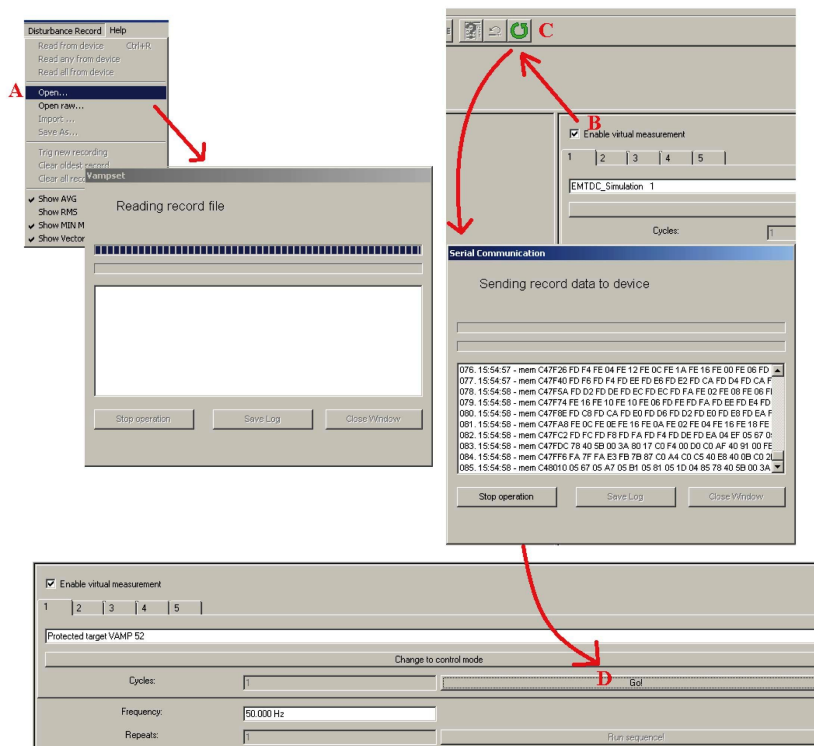 Disturbance Record Help
Read from device Ctrl+R
Read any from device
Read all from device
A
Open...
Open raw...
Import ...
Save As...
Trig new recording
Clear oldest record
Clear all reco
Show AVG
Show RMS
Show MIN M
Show Vector
Vampset
Reading record file
Stop operation Save Log Close Window
C
B
Enable virtual measurement
1 2 3 4 5
EMTDC_Simulation 1
Cycles: 1
Serial Communication
Sending record data to device
076. 15:54:57 - mem C47F26 FD F4 FE 04 FE 12 FE 0C FE 1A FE 16 FE 00 FE 06 FD
077. 15:54:57 - mem C47F40 FD F6 FD F4 FD EE FD E6 FD E2 FD CA FD D4 FD CA F
078. 15:54:58 - mem C47F5A FD D2 FD DE FD EC FD EC FD FA FE 02 FE 08 FE 06 F
079. 15:54:58 - mem C47F74 FE 16 FE 10 FE 10 FE 06 FD FE FD FA FD EE FD E4 FD
080. 15:54:58 - mem C47F8E FD C8 FD CA FD E0 FD D6 FD D2 FD E0 FD E8 FD EA F
081. 15:54:58 - mem C47FA8 FE 0C FE 0E FE 16 FE 0A FE 02 FE 04 FE 16 FE 18 FE
082. 15:54:58 - mem C47FC2 FD FC FD F8 FD FA FD F4 FD DE FD EA 04 EF 05 67 0
083. 15:54:58 - mem C47FDC 78 40 5B 00 3A 80 17 C0 F4 00 D0 C0 AF 40 91 00 FE
084. 15:54:58 - mem C47FF6 FA 7F FA E3 FB 7B 87 C0 A4 C0 C5 40 E8 40 0B C0 2
085. 15:54:58 - mem C48010 05 67 05 A7 05 B1 05 81 05 1D 04 85 78 40 5B 00 3A
Stop operation Save Log Close Window
Enable virtual measurement
1 2 3 4 5
Protected target VAMP 52
Change to control mode
Cycles: 1 D Go!
Frequency: 50.000 Hz
Repeats: 1 Run sequence!